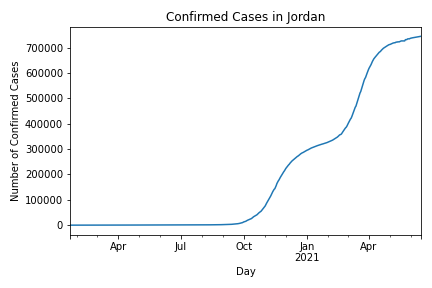 Confirmed Cases in Jordan
Number of Confirmed Cases
700000
600000
500000
400000
300000
200000
100000
0
Apr Jul Oct Jan Apr
2021
Day